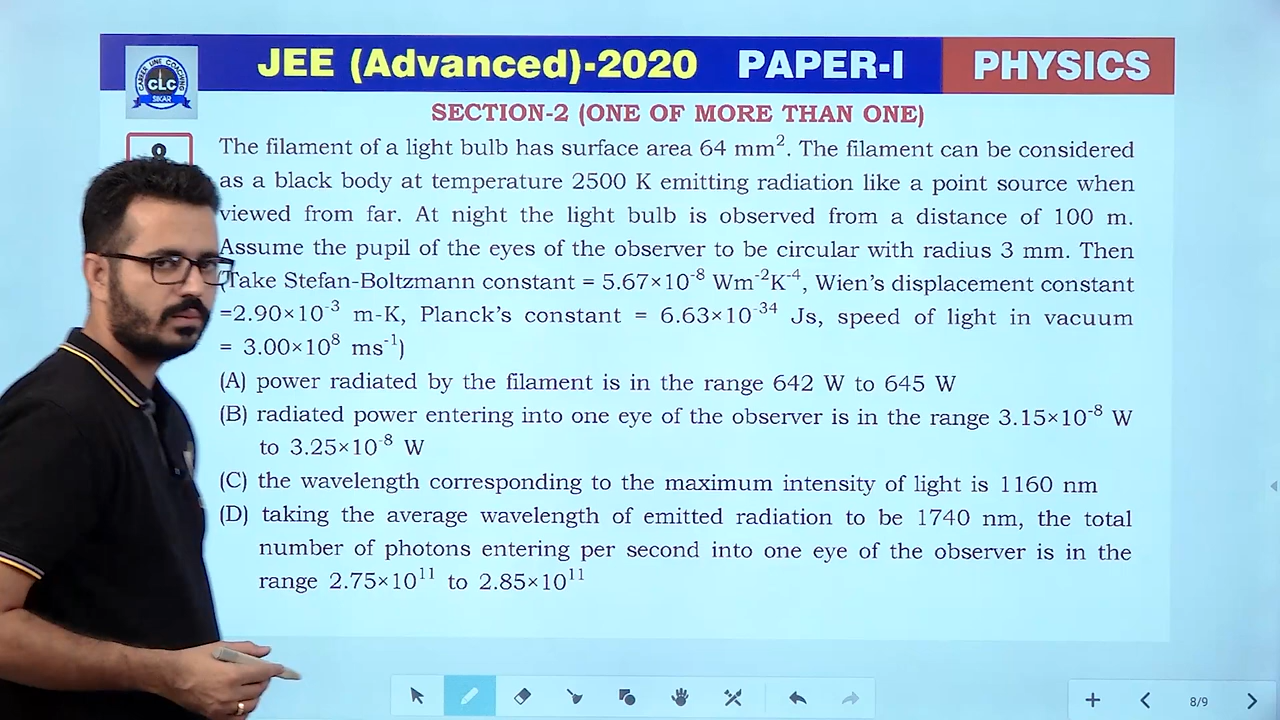 JEE (Advanced)-2020 PAPER-I PHYSICS
CAREER LINE COACHING
CLC
SIKAR
SECTION-2 (ONE OF MORE THAN ONE)
8
The filament of a light bulb has surface area 64 mm². The filament can be considered
as a black body at temperature 2500 K emitting radiation like a point source when
viewed from far. At night the light bulb is observed from a distance of 100 m.
Assume the pupil of the eyes of the observer to be circular with radius 3 mm. Then
(Take Stefan-Boltzmann constant = 5.67×10⁻⁸ Wm⁻²K⁻⁴, Wien's displacement constant
=2.90×10⁻³ m-K, Planck's constant = 6.63×10⁻³⁴ Js, speed of light in vacuum
= 3.00×10⁸ ms⁻¹)
(A) power radiated by the filament is in the range 642 W to 645 W
(B) radiated power entering into one eye of the observer is in the range 3.15×10⁻⁸ W
to 3.25×10⁻⁸ W
(C) the wavelength corresponding to the maximum intensity of light is 1160 nm
(D) taking the average wavelength of emitted radiation to be 1740 nm, the total
number of photons entering per second into one eye of the observer is in the
range 2.75×10¹¹ to 2.85×10¹¹
8/9